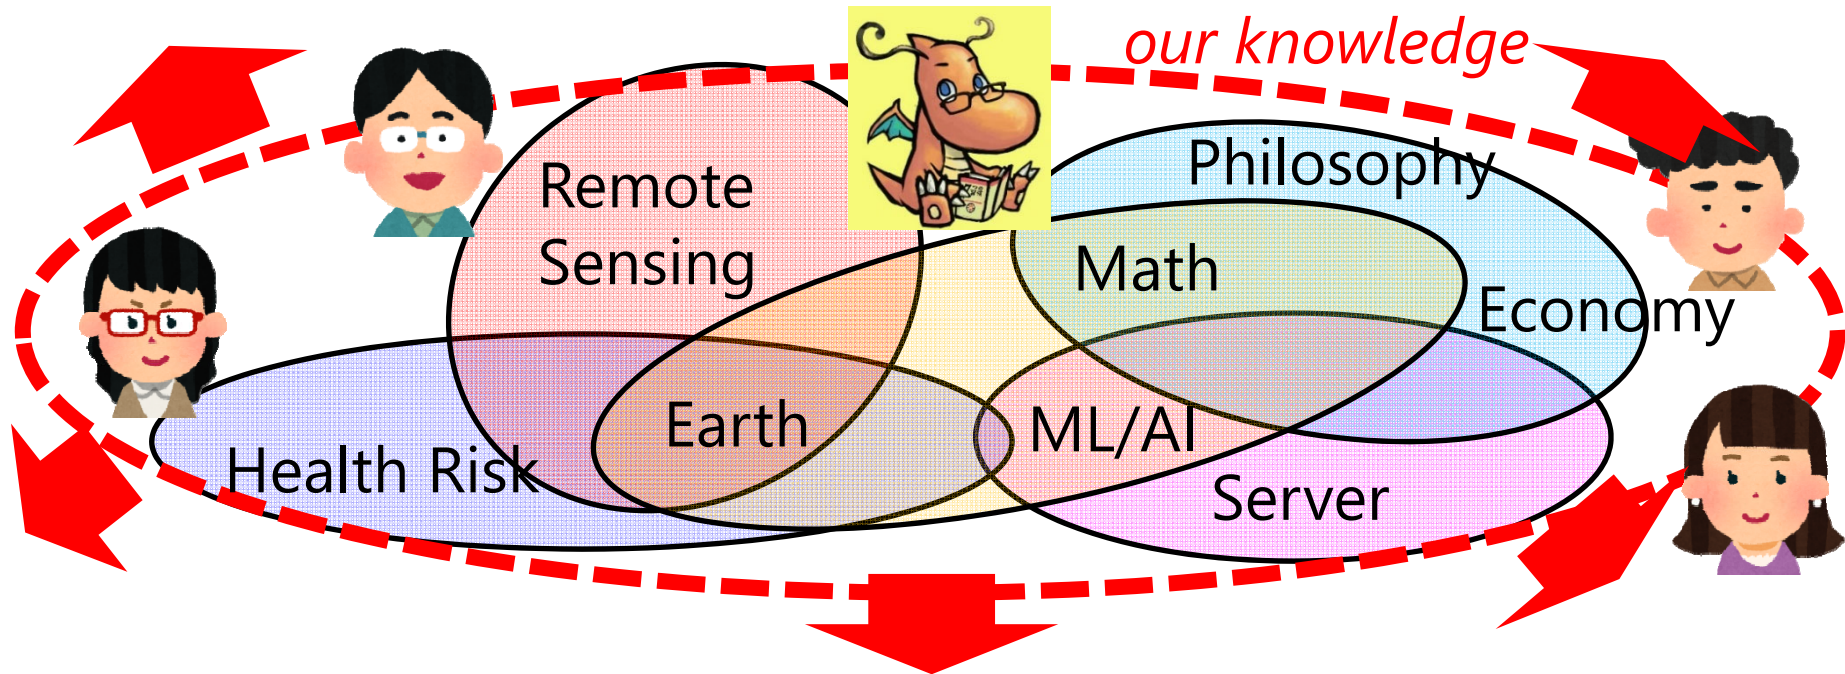 our knowledge
Remote
Sensing
Philosophy
Math
Economy
Earth
ML/AI
Health Risk
Server